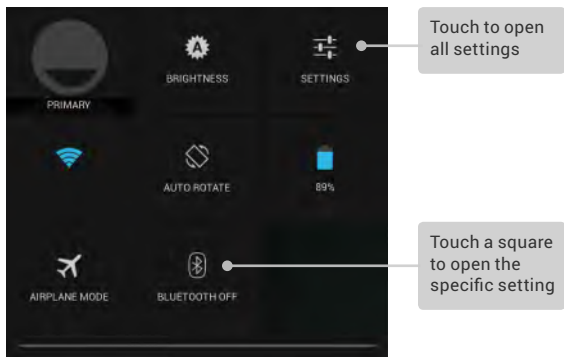 Touch to open
all settings
BRIGHTNESS
SETTINGS
PRIMARY
AUTO ROTATE
89%
Touch a square
to open the
specific setting
AIRPLANE MODE
BLUETOOTH OFF